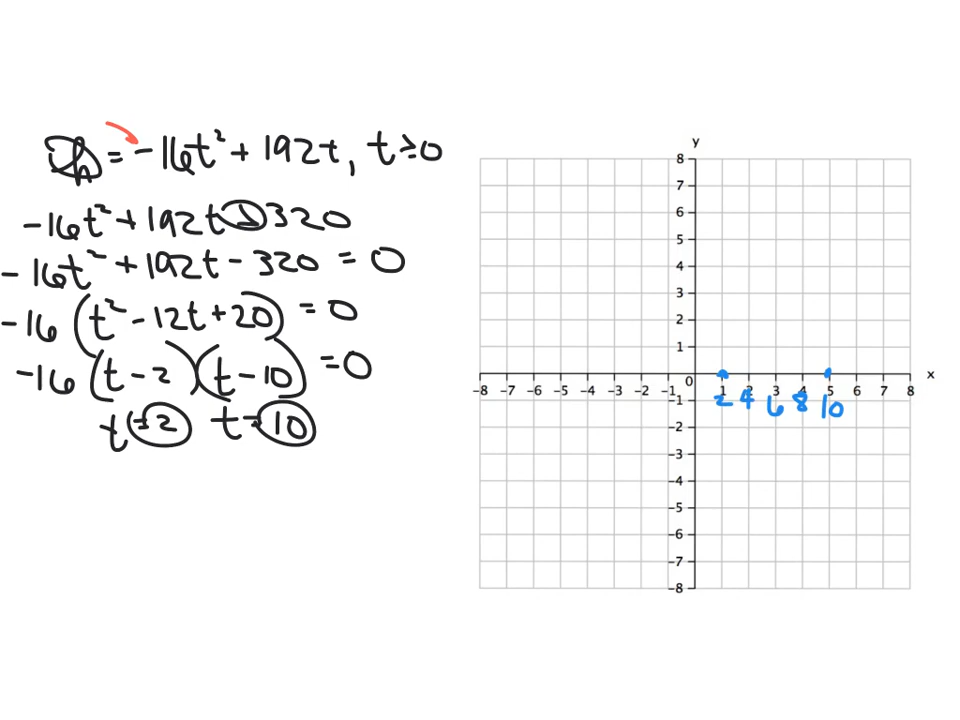 h = -16t² + 192t, t ≥ 0
-16t² + 192t > 320
-16t² + 192t - 320 = 0
-16 (t² - 12t + 20) = 0
-16 (t - 2)(t - 10) = 0
t = 2 t = 10
y
8
7
6
5
4
3
2
1
0
-8 -7 -6 -5 -4 -3 -2 -1 1 2 3 4 5 6 7 8 x
2 4 6 8 10
-1
-2
-3
-4
-5
-6
-7
-8